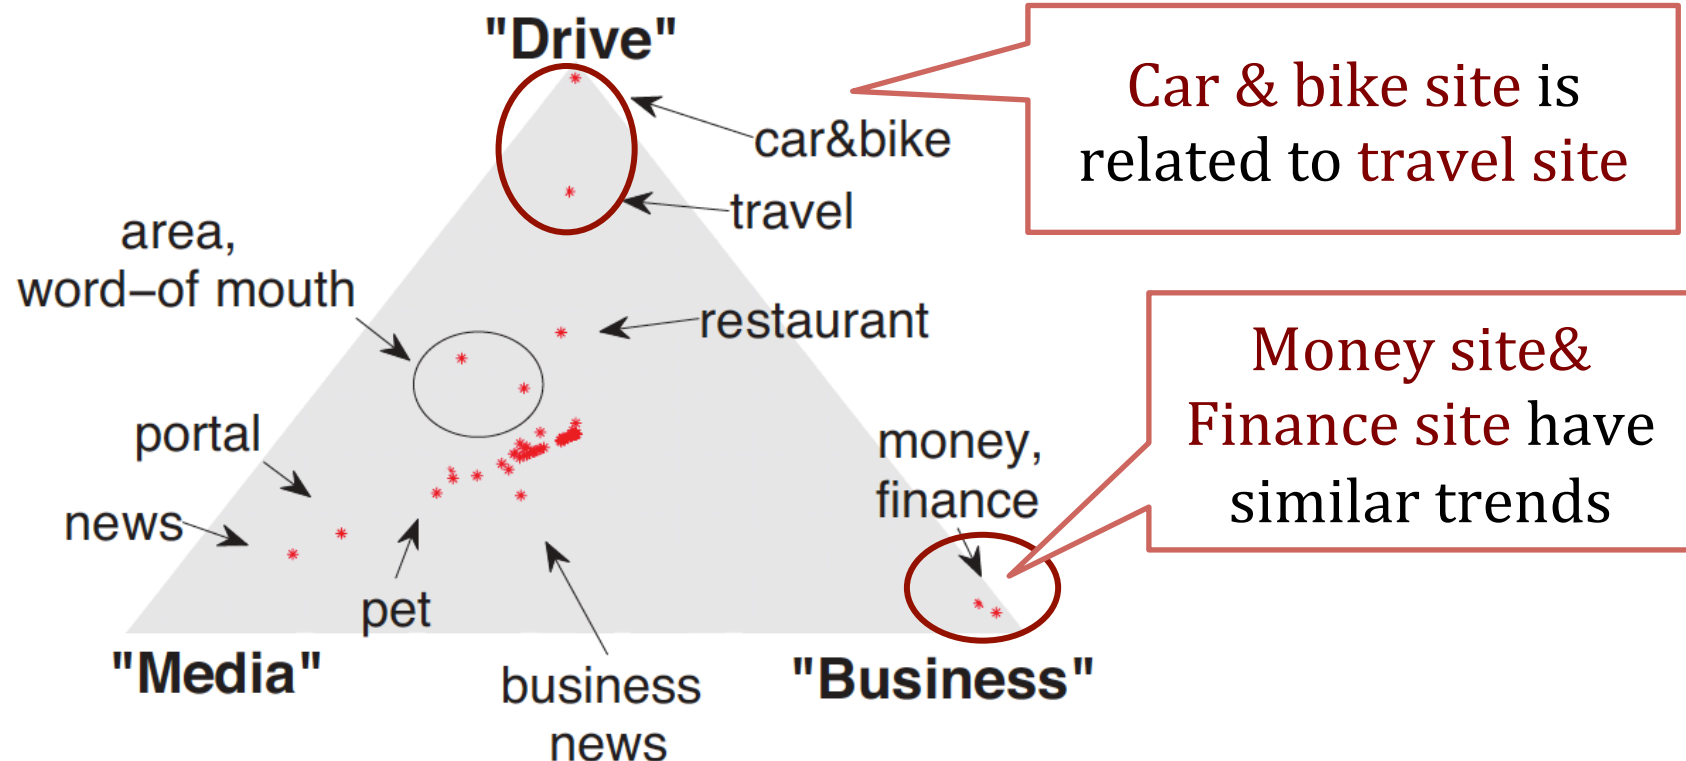 "Drive"
Car & bike site is
related to travel site
car&bike
travel
area,
word–of mouth
restaurant
Money site&
Finance site have
similar trends
portal
money,
finance
news
pet
"Media"
business
news
"Business"